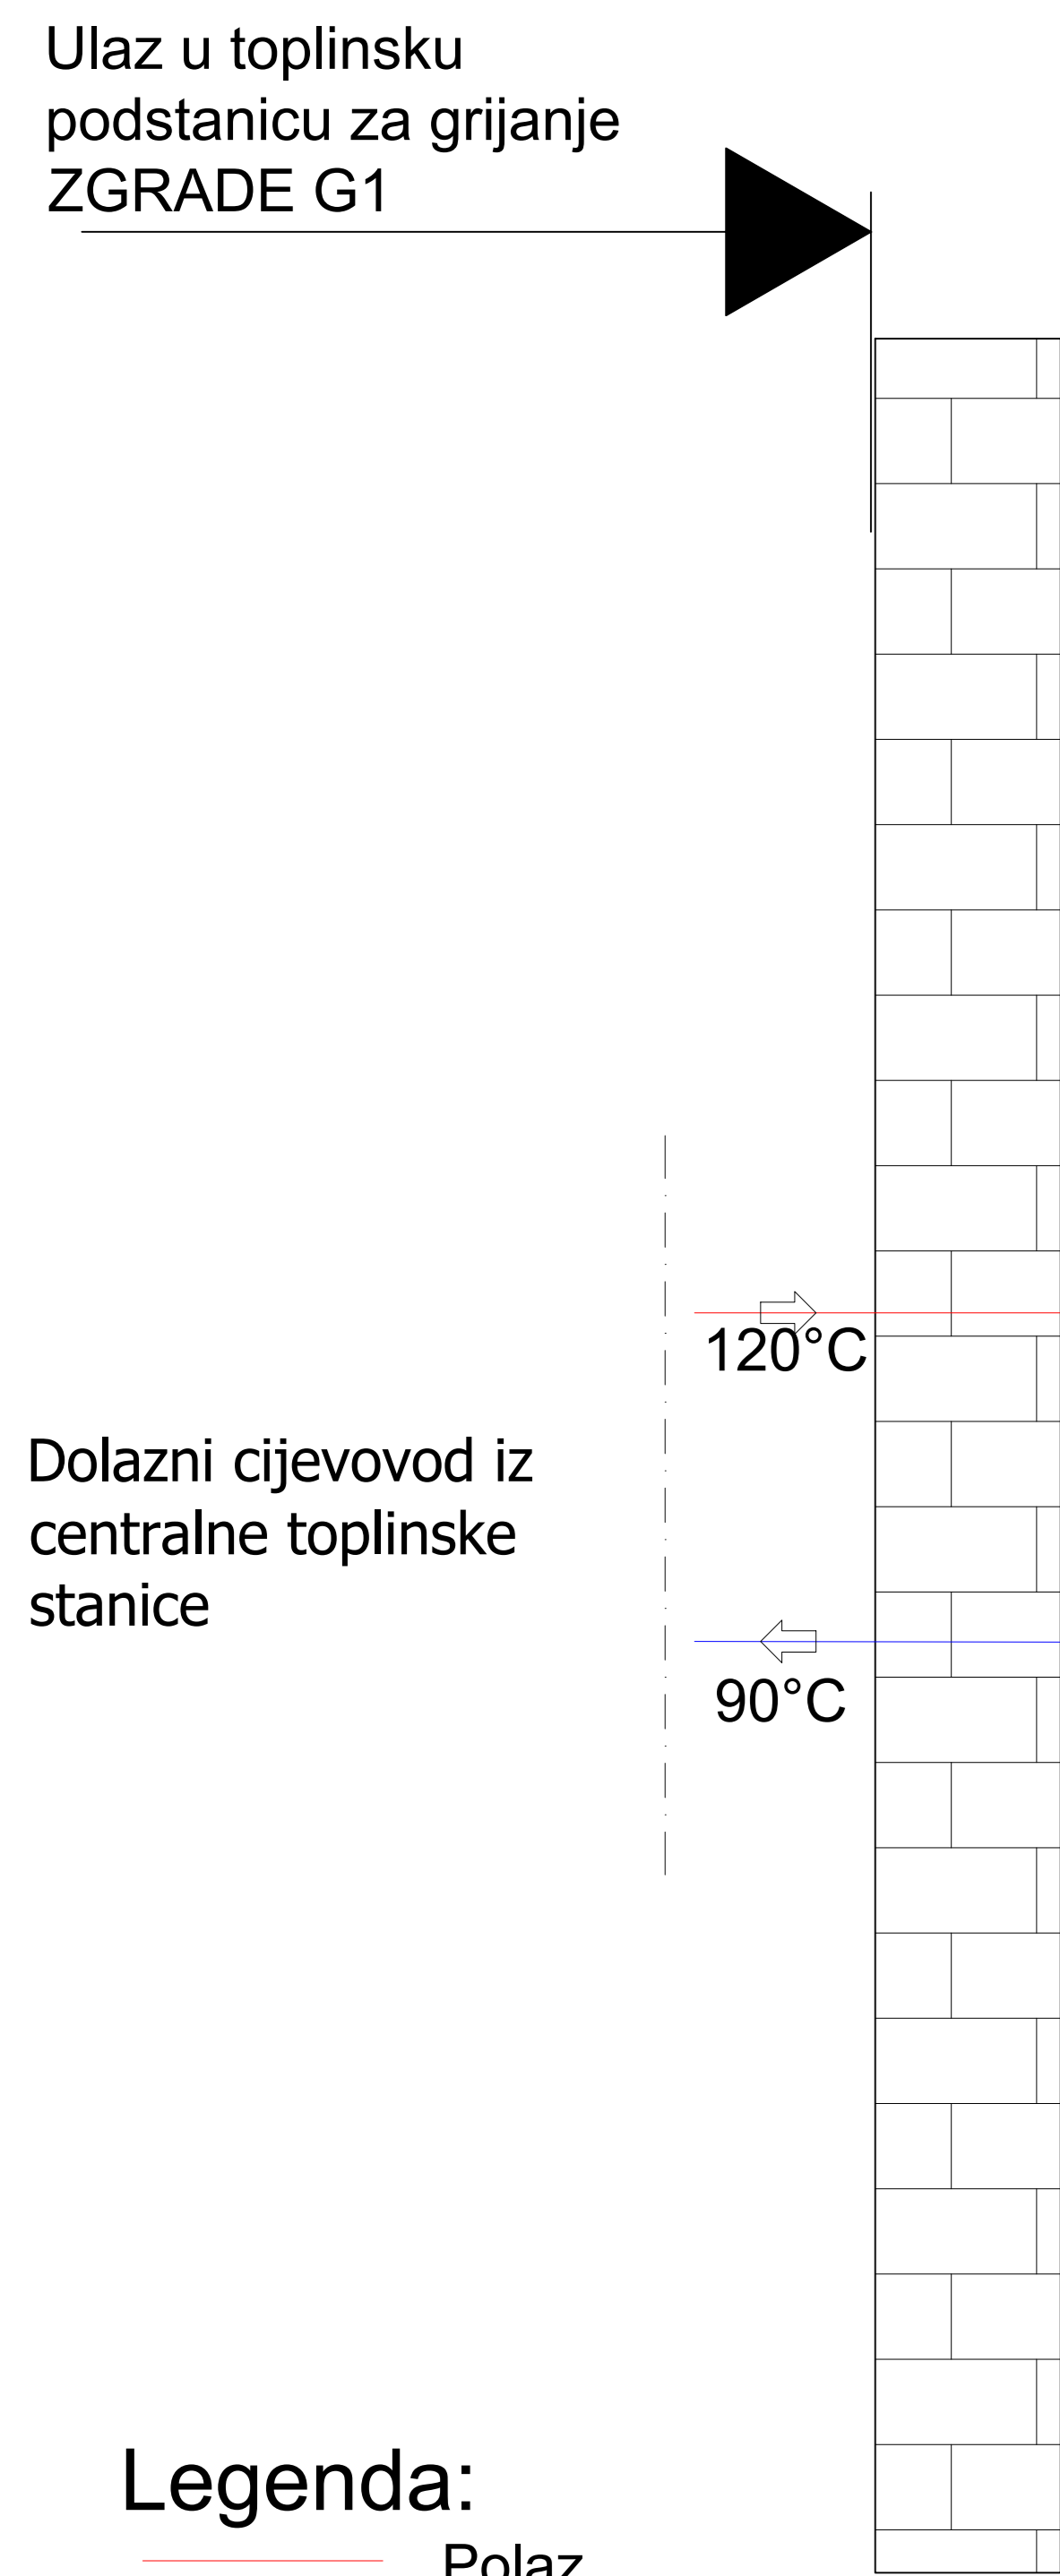 Ulaz u toplinsku
podstanicu za grijanje
ZGRADE G1
120°C
Dolazni cijevovod iz
centralne toplinske
stanice
90°C
Legenda:
Polaz